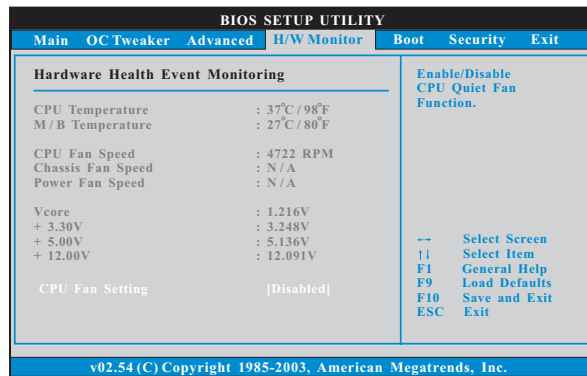 BIOS SETUP UTILITY
Main OC Tweaker Advanced H/W Monitor Boot Security Exit
Hardware Health Event Monitoring
CPU Temperature : 37°C / 98°F
M / B Temperature : 27°C / 80°F
CPU Fan Speed : 4722 RPM
Chassis Fan Speed : N / A
Power Fan Speed : N / A
Vcore : 1.216V
+ 3.30V : 3.248V
+ 5.00V : 5.136V
+ 12.00V : 12.091V
CPU Fan Setting [Disabled]
Enable/Disable
CPU Quiet Fan
Function.
←→ Select Screen
↑↓ Select Item
F1 General Help
F9 Load Defaults
F10 Save and Exit
ESC Exit
v02.54 (C) Copyright 1985-2003, American Megatrends, Inc.